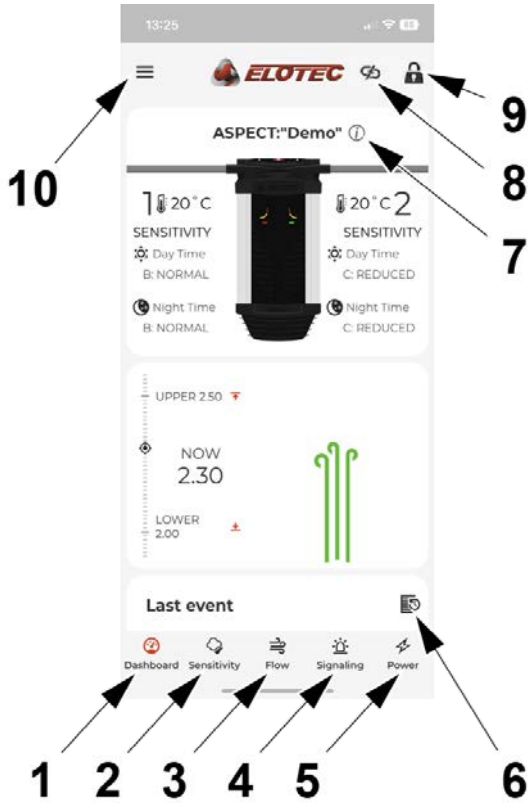 13:25
85
ELOTEC
9
10
8
ASPECT:"Demo"
7
1 20°C
20°C 2
SENSITIVITY
SENSITIVITY
Day Time
Day Time
B: NORMAL
C: REDUCED
Night Time
Night Time
B: NORMAL
C: REDUCED
UPPER 2.50
NOW
2.30
LOWER
2.00
Last event
Dashboard Sensitivity Flow Signaling Power
1 2 3 4 5 6